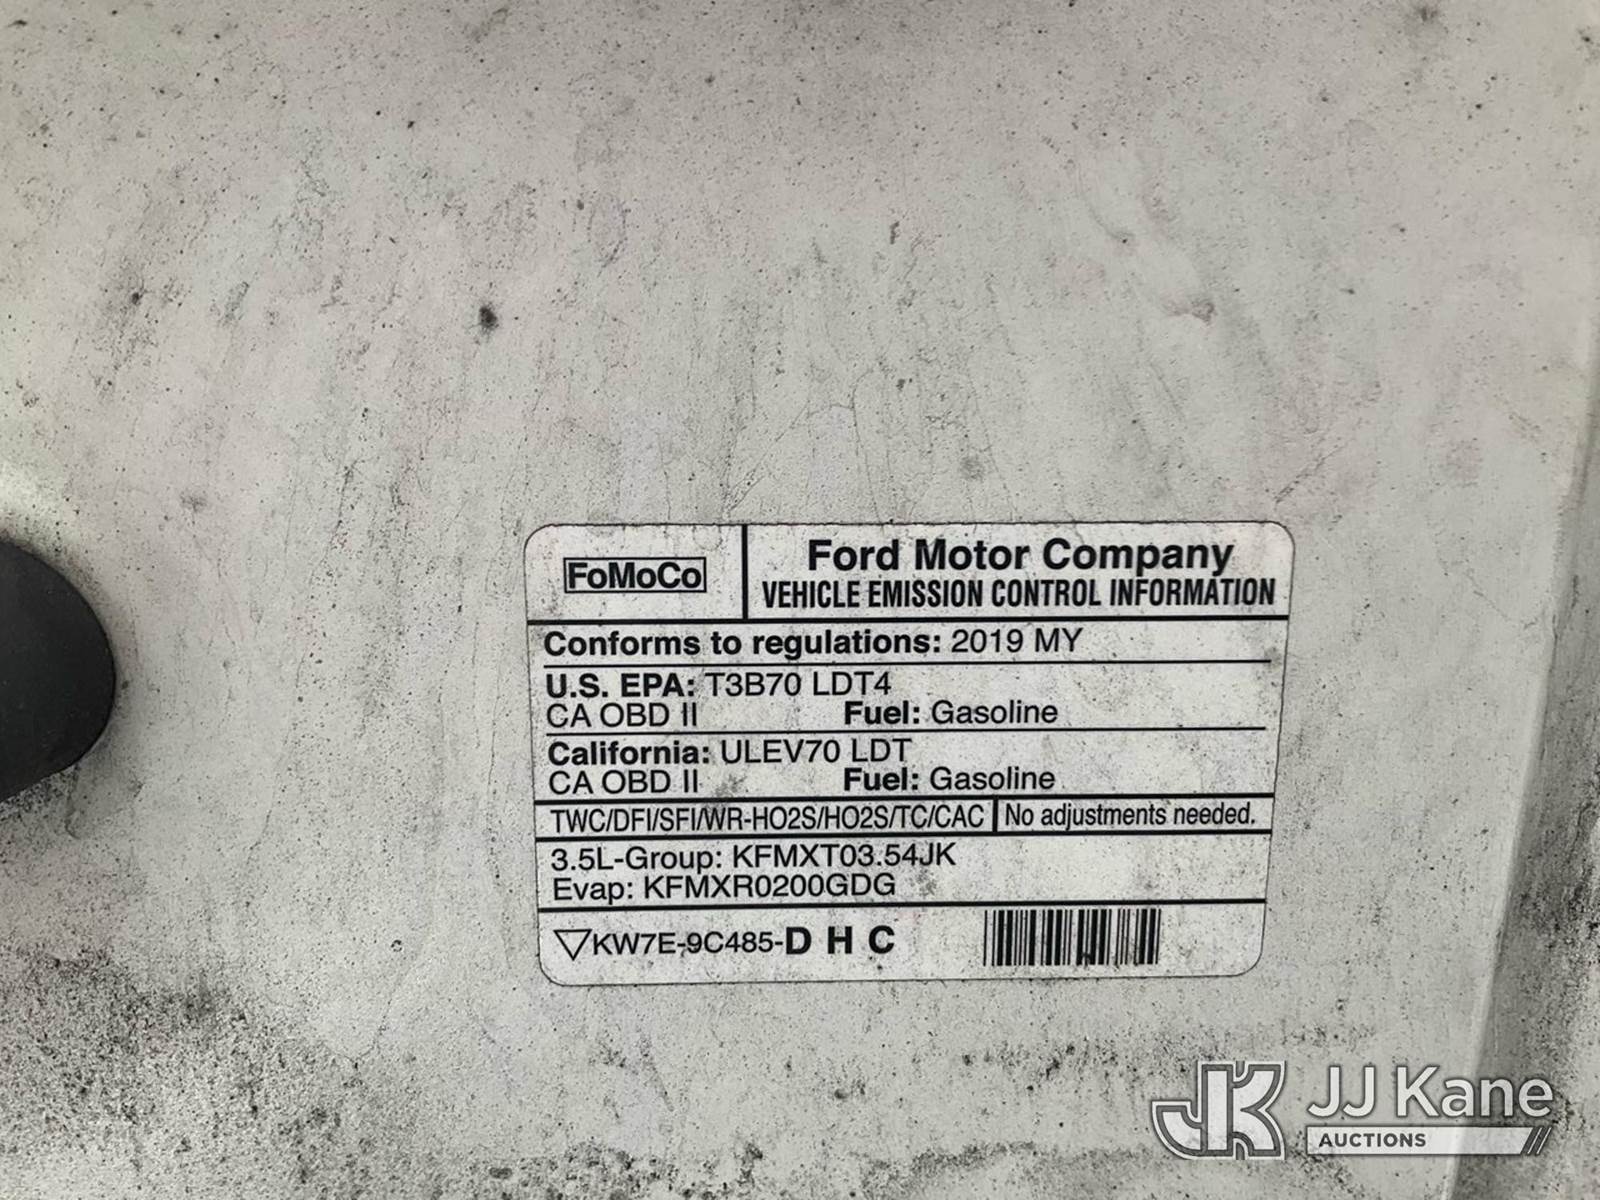 FoMoCo
Ford Motor Company
VEHICLE EMISSION CONTROL INFORMATION
Conforms to regulations: 2019 MY
U.S. EPA: T3B70 LDT4
CA OBD II Fuel: Gasoline
California: ULEV70 LDT
CA OBD II Fuel: Gasoline
TWC/DFI/SFI/WR-HO2S/HO2S/TC/CAC No adjustments needed.
3.5L-Group: KFMXT03.54JK
Evap: KFMXR0200GDG
KW7E-9C485-D H C
JK JJ Kane
AUCTIONS